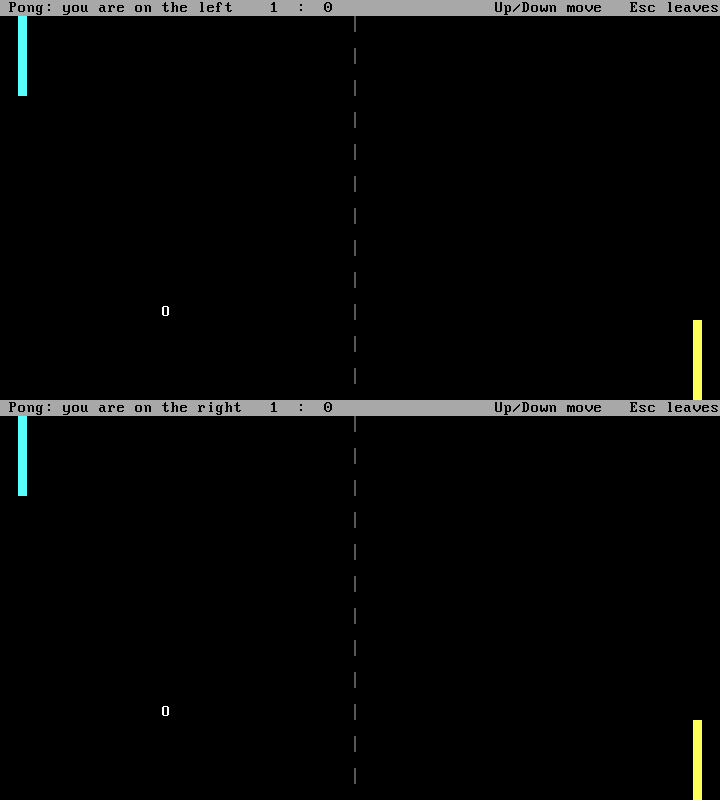 Pong: you are on the left    1  :  0                  Up/Down move   Esc leaves
O
Pong: you are on the right   1  :  0                  Up/Down move   Esc leaves
O